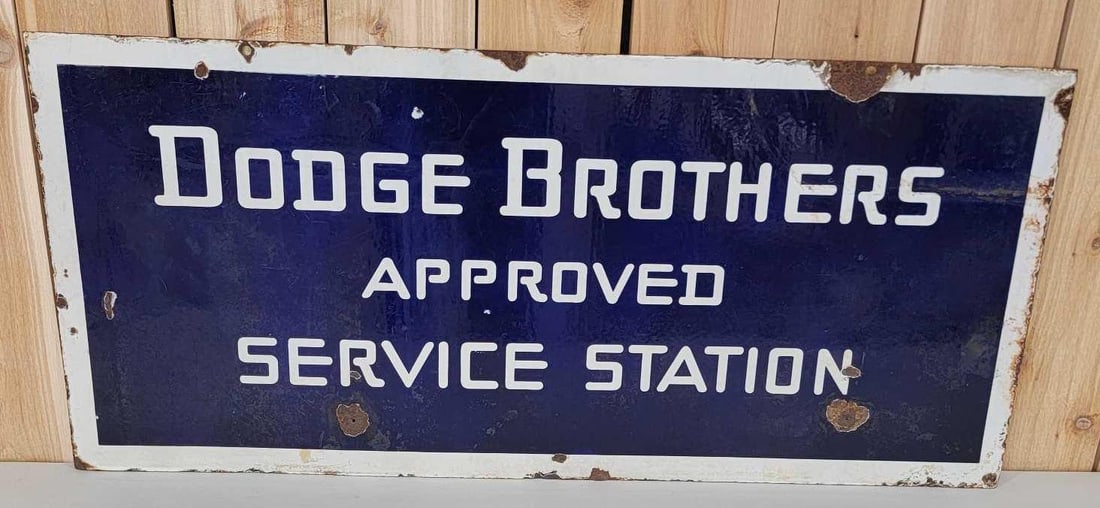 DODGE BROTHERS
APPROVED
SERVICE STATION